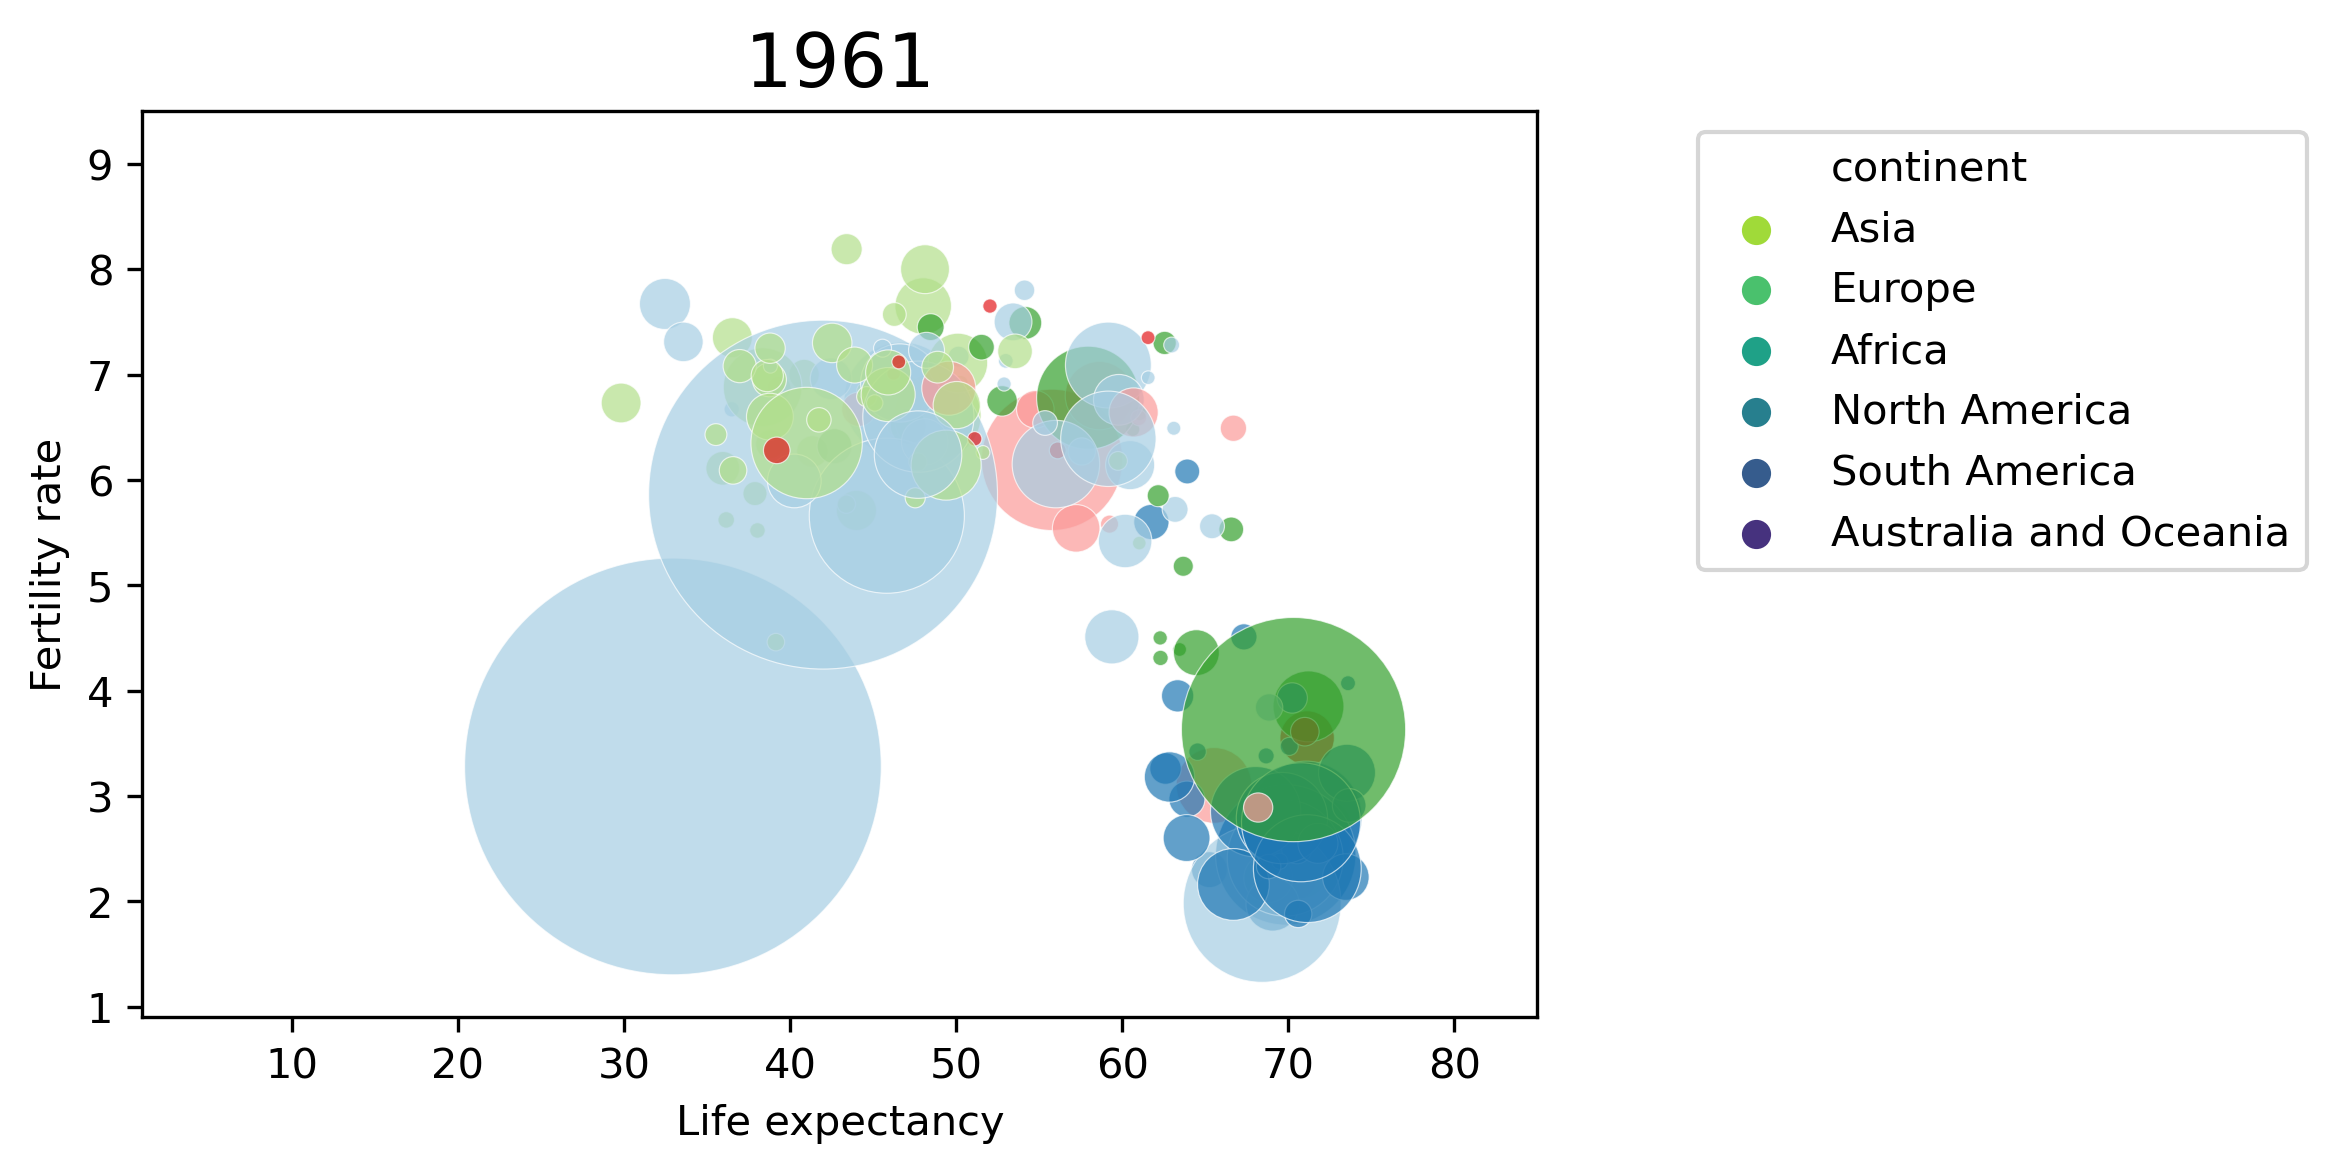 1961
9
8
7
6
5
4
3
2
1
Fertility rate
10 20 30 40 50 60 70 80
Life expectancy
continent
Asia
Europe
Africa
North America
South America
Australia and Oceania